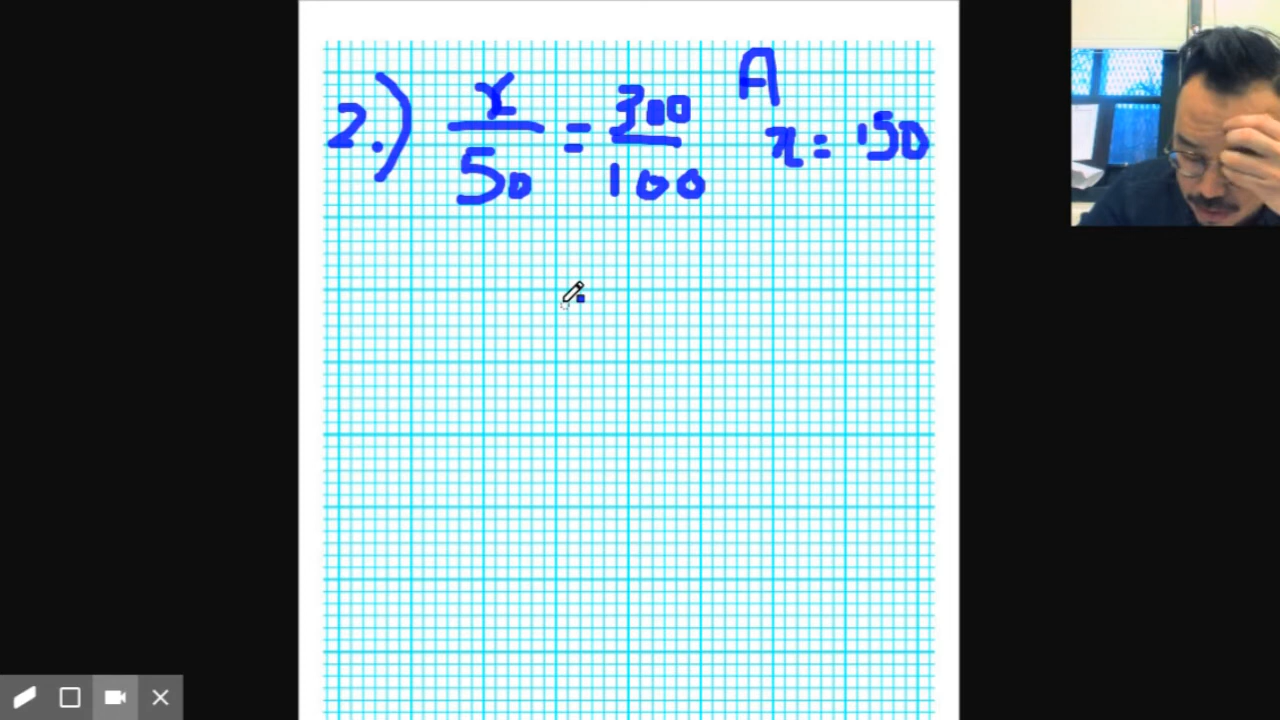 2.) x/50 = 300/100 A
x = 150